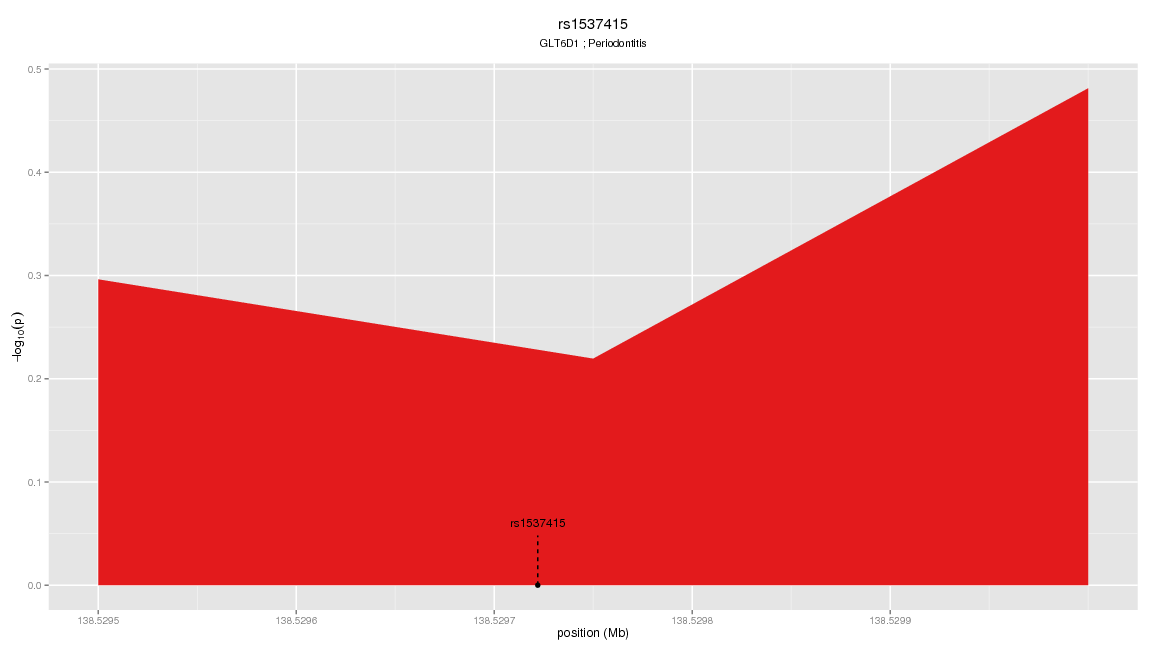 rs1537415
GLT6D1 ; Periodontitis
0.5
0.4
0.3
0.2
0.1
0.0
−log10(p)
rs1537415
138.5295 138.5296 138.5297 138.5298 138.5299
position (Mb)